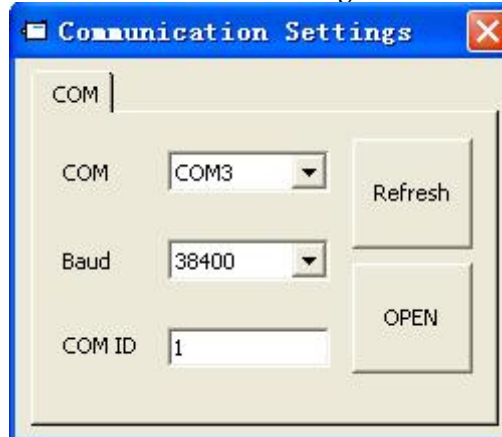 Communication Settings
COM
COM COM3
Refresh
Baud 38400
OPEN
COM ID 1